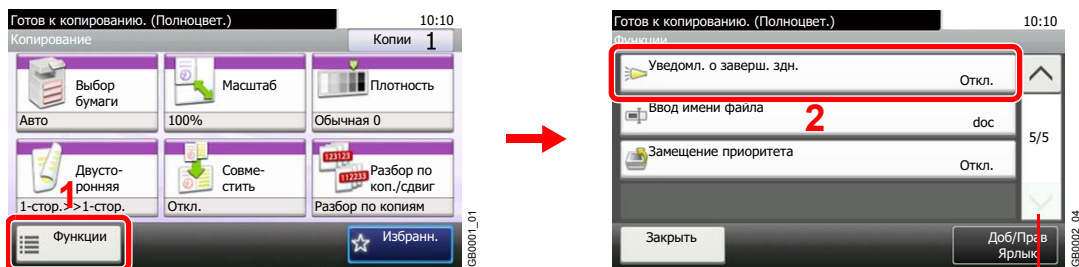 Готов к копированию. (Полноцвет.)
10:10
Копирование
Копии
1
Выбор
бумаги
Авто
Масштаб
100%
Плотность
Обычная 0
Двусто-
ронняя
1-стор.>>1-стор.
Совме-
стить
Откл.
123123
112233
Разбор по
коп./сдвиг
Разбор по копиям
1
Функции
Избранн.
GB0001_01
Готов к копированию. (Полноцвет.)
10:10
Функции
Уведомл. о заверш. здн.
Откл.
Ввод имени файла
doc
2
Замещение приоритета
Откл.
5/5
Закрыть
Доб/Прав
Ярлык
GB0002_04